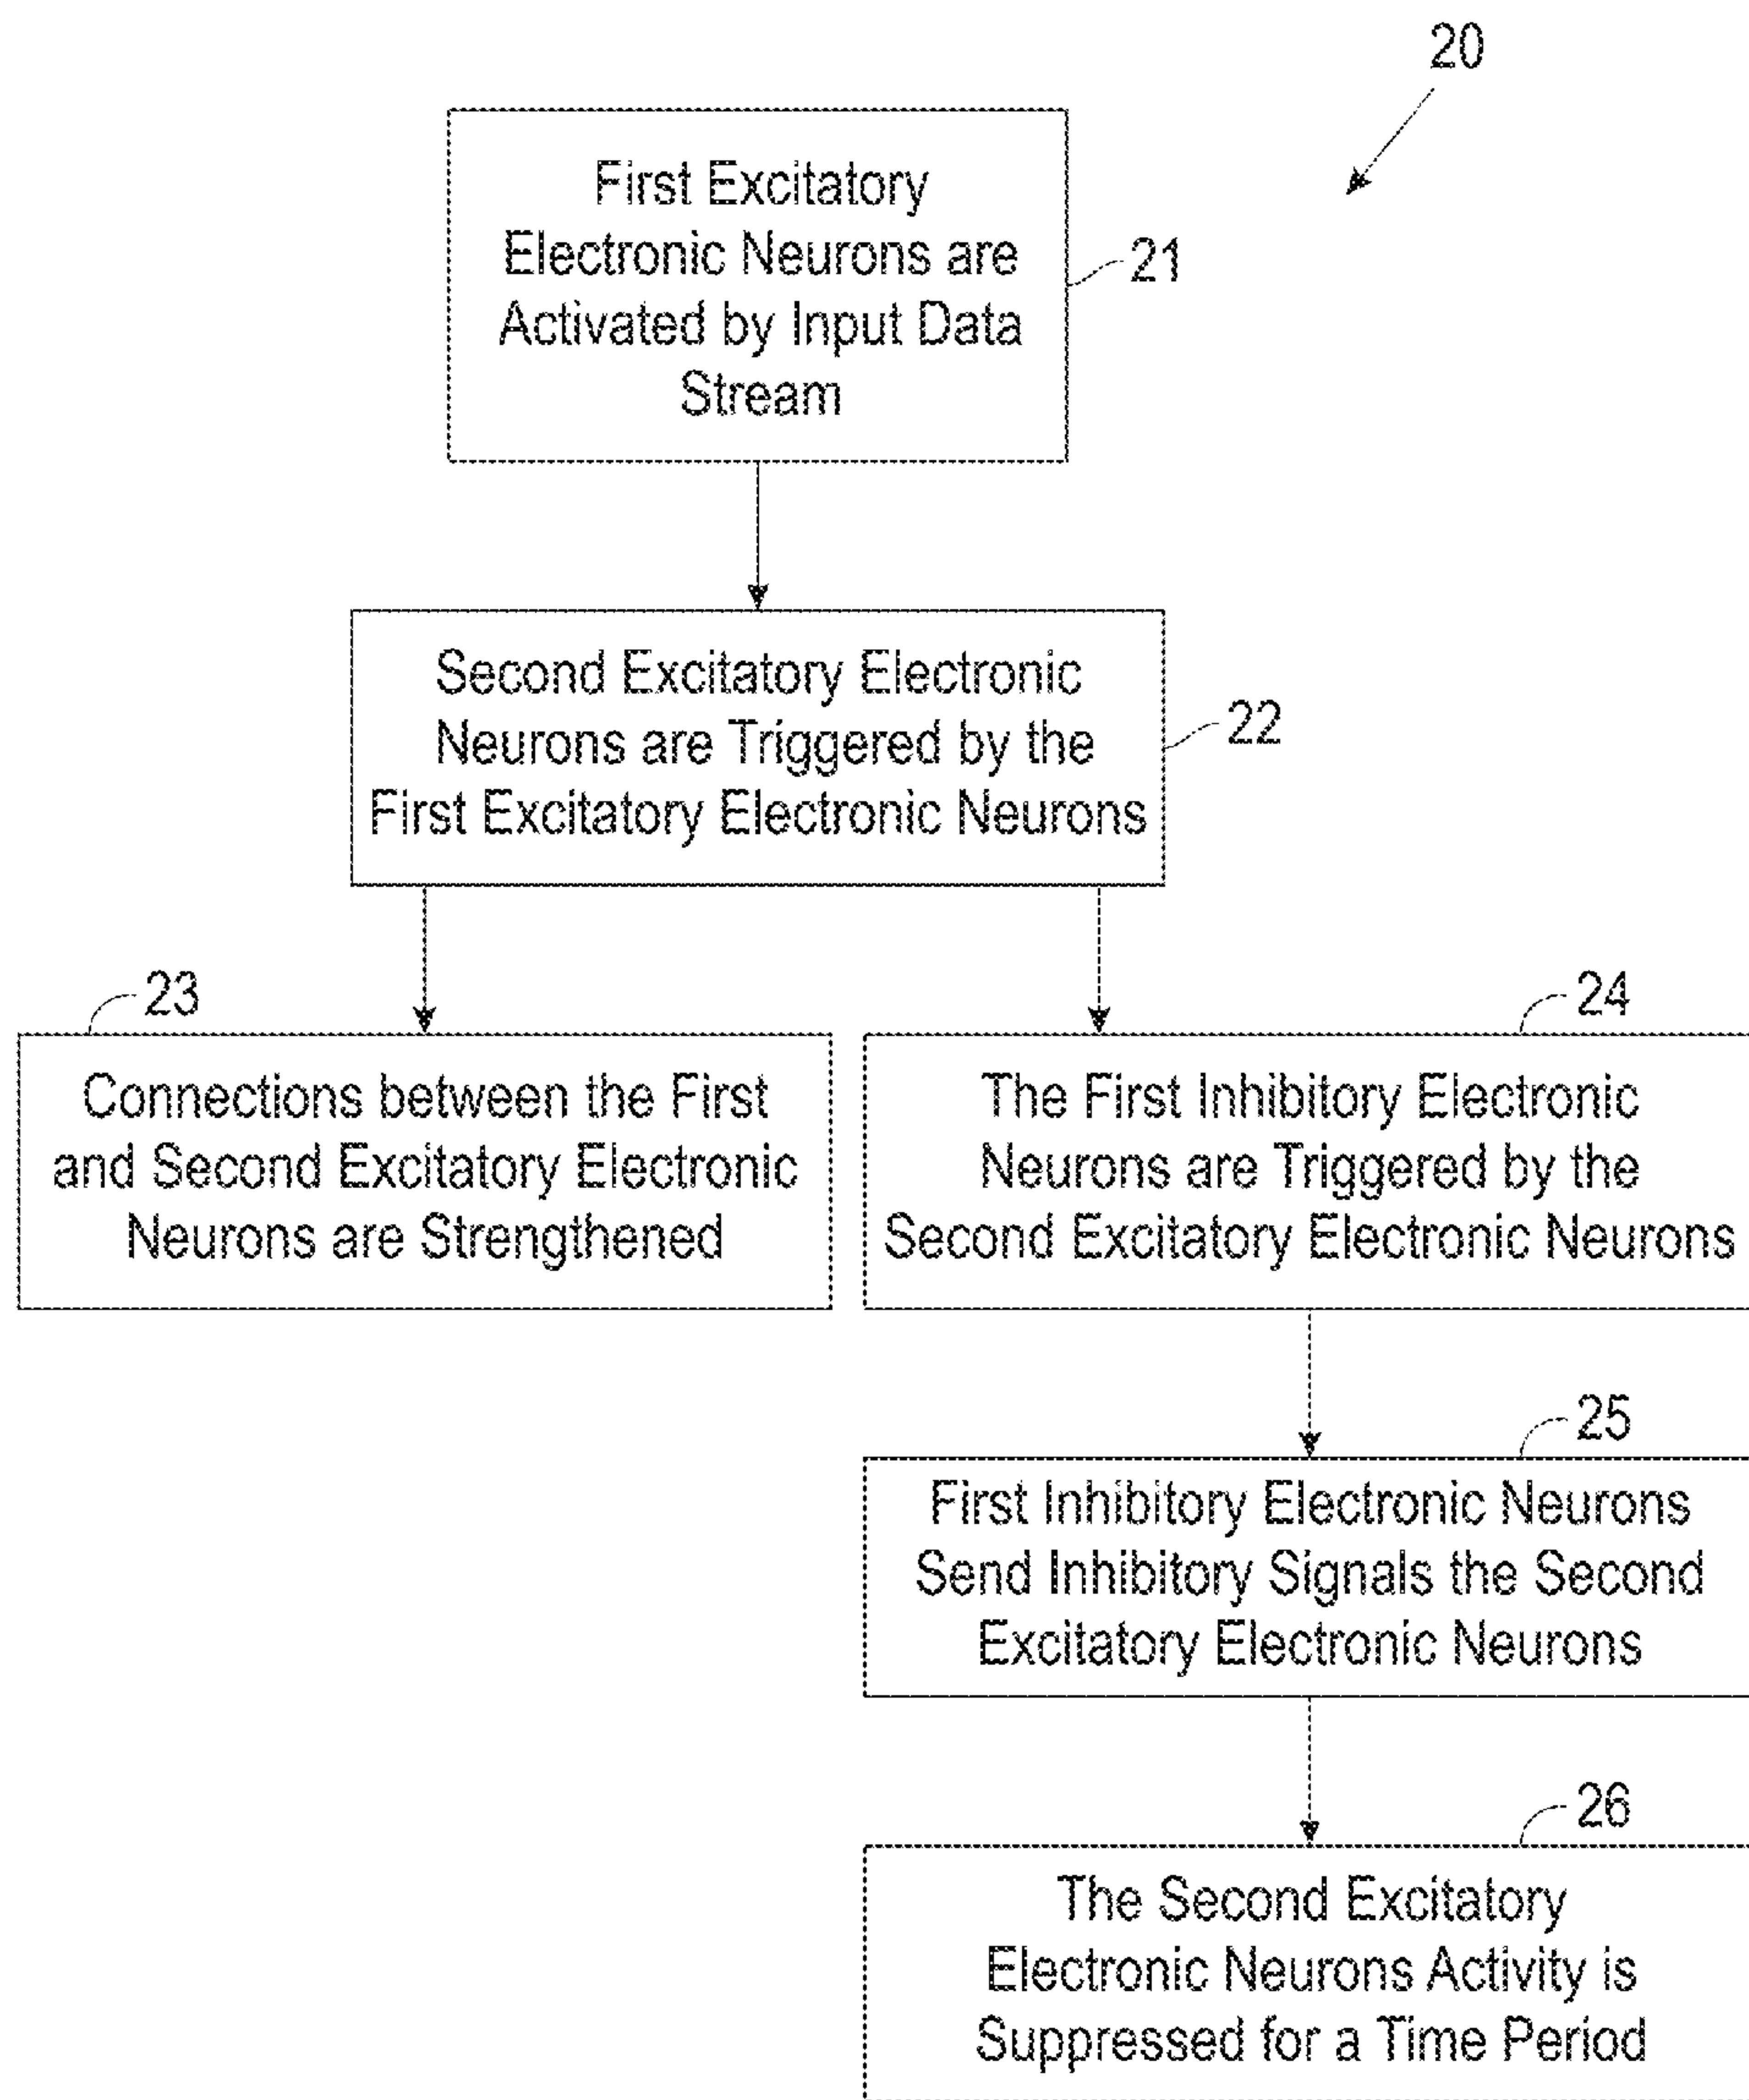 20
First Excitatory
Electronic Neurons are
Activated by Input Data
Stream
21
Second Excitatory Electronic
Neurons are Triggered by the
First Excitatory Electronic Neurons
22
23
Connections between the First
and Second Excitatory Electronic
Neurons are Strengthened
24
The First Inhibitory Electronic
Neurons are Triggered by the
Second Excitatory Electronic Neurons
25
First Inhibitory Electronic Neurons
Send Inhibitory Signals the Second
Excitatory Electronic Neurons
26
The Second Excitatory
Electronic Neurons Activity is
Suppressed for a Time Period